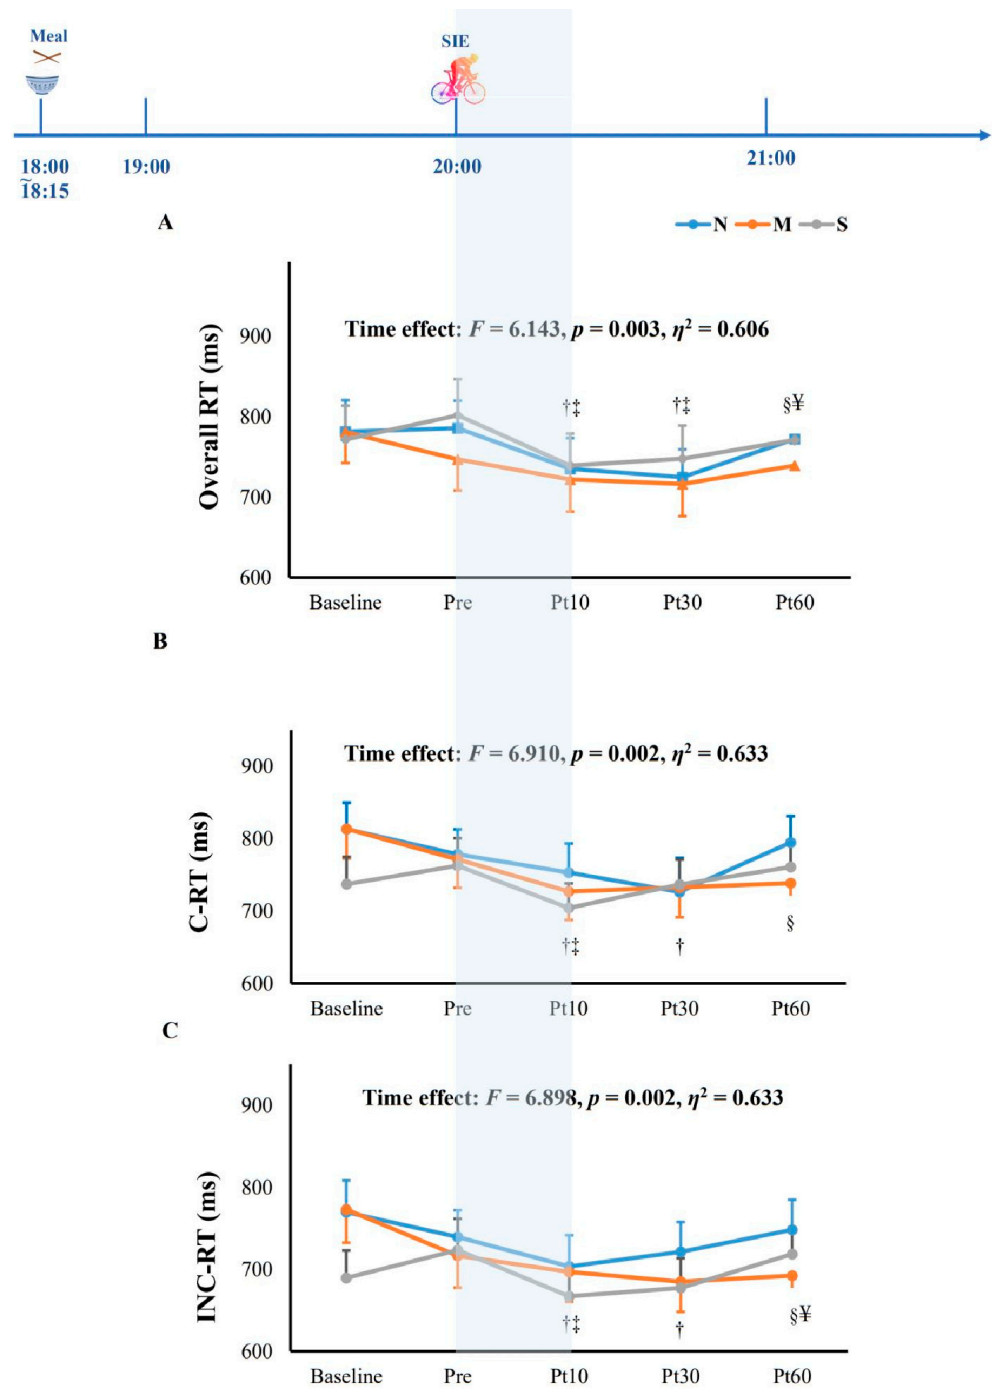 Meal
SIE
18:00
~
18:15
19:00
20:00
21:00
A
N M S
Time effect: F = 6.143, p = 0.003, η² = 0.606
Overall RT (ms)
900
800
700
600
†‡
†‡
§¥
Baseline Pre Pt10 Pt30 Pt60
B
Time effect: F = 6.910, p = 0.002, η² = 0.633
C-RT (ms)
900
800
700
600
†‡
†
§
Baseline Pre Pt10 Pt30 Pt60
C
Time effect: F = 6.898, p = 0.002, η² = 0.633
INC-RT (ms)
900
800
700
600
†‡
†
§¥
Baseline Pre Pt10 Pt30 Pt60